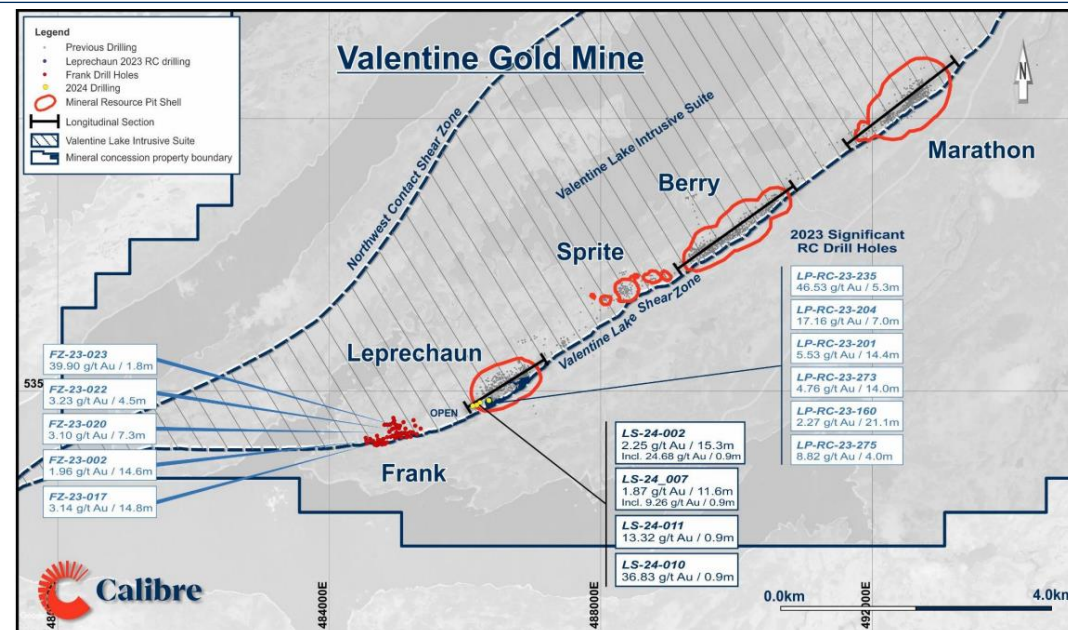 Legend
Previous Drilling
Leprechaun 2023 RC drilling
Frank Drill Holes
2024 Drilling
Mineral Resource Pit Shell
Longitudinal Section
Valentine Lake Intrusive Suite
Mineral concession property boundary
Valentine Gold Mine
N
Northwest Contact Shear Zone
Valentine Lake Intrusive Suite
Marathon
Berry
Sprite
Valentine Lake Shear Zone
Leprechaun
OPEN
Frank
535
2023 Significant
RC Drill Holes
LP-RC-23-235
46.53 g/t Au / 5.3m
LP-RC-23-204
17.16 g/t Au / 7.0m
LP-RC-23-201
5.53 g/t Au / 14.4m
LP-RC-23-273
4.76 g/t Au / 14.0m
LP-RC-23-160
2.27 g/t Au / 21.1m
LP-RC-23-275
8.82 g/t Au / 4.0m
FZ-23-023
39.90 g/t Au / 1.8m
FZ-23-022
3.23 g/t Au / 4.5m
FZ-23-020
3.10 g/t Au / 7.3m
FZ-23-002
1.96 g/t Au / 14.6m
FZ-23-017
3.14 g/t Au / 14.8m
LS-24-002
2.25 g/t Au / 15.3m
Incl. 24.68 g/t Au / 0.9m
LS-24_007
1.87 g/t Au / 11.6m
Incl. 9.26 g/t Au / 0.9m
LS-24-011
13.32 g/t Au / 0.9m
LS-24-010
36.83 g/t Au / 0.9m
Calibre
484000E
488000E
492000E
0.0km
4.0km